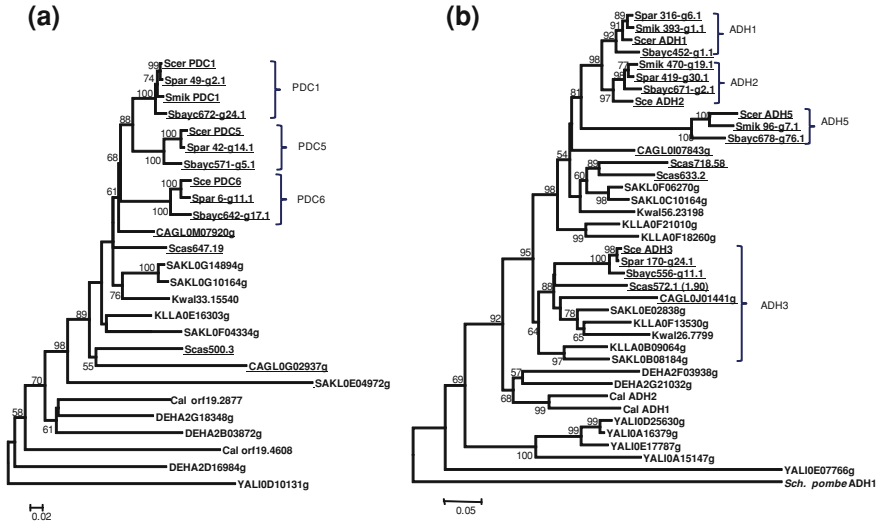 (a)
99
Scer PDC1
74
Spar 49-g2.1
100
Smik PDC1
Sbayc672-g24.1
PDC1
88
Scer PDC5
100
Spar 42-g14.1
100
Sbayc571-g5.1
PDC5
68
Sce PDC6
100
Spar 6-g11.1
100
Sbayc642-g17.1
PDC6
61
CAGL0M07920g
Scas647.19
SAKL0G14894g
100
SAKL0G10164g
76
Kwal33.15540
89
KLLA0E16303g
SAKL0F04334g
98
Scas500.3
55
CAGL0G02937g
70
SAKL0E04972g
Cal orf19.2877
58
DEHA2G18348g
61
DEHA2B03872g
Cal orf19.4608
DEHA2D16984g
YALI0D10131g
0.02
(b)
89
Spar 316-g6.1
91
Smik 393-g1.1
92
Scer ADH1
Sbayc452-g1.1
ADH1
98
77
Smik 470-g19.1
98
Spar 419-g30.1
Sbayc671-g2.1
97
Sce ADH2
ADH2
81
100
Scer ADH5
Smik 96-g7.1
100
Sbayc678-g76.1
ADH5
54
CAGL0I07843g
89
Scas718.58
60
Scas633.2
98
SAKL0F06270g
98
SAKL0C10164g
Kwal56.23198
KLLA0F21010g
99
KLLA0F18260g
95
98
Sce ADH3
100
Spar 170-g24.1
Sbayc556-g11.1
88
Scas572.1 (1.90)
CAGL0J01441g
78
SAKL0E02838g
KLLA0F13530g
64
65
Kwal26.7799
KLLA0B09064g
97
SAKL0B08184g
ADH3
92
57
DEHA2F03938g
DEHA2G21032g
68
Cal ADH2
99
Cal ADH1
69
99
YALI0D25630g
99
YALI0A16379g
YALI0E17787g
100
YALI0A15147g
YALI0E07766g
Sch. pombe ADH1
0.05